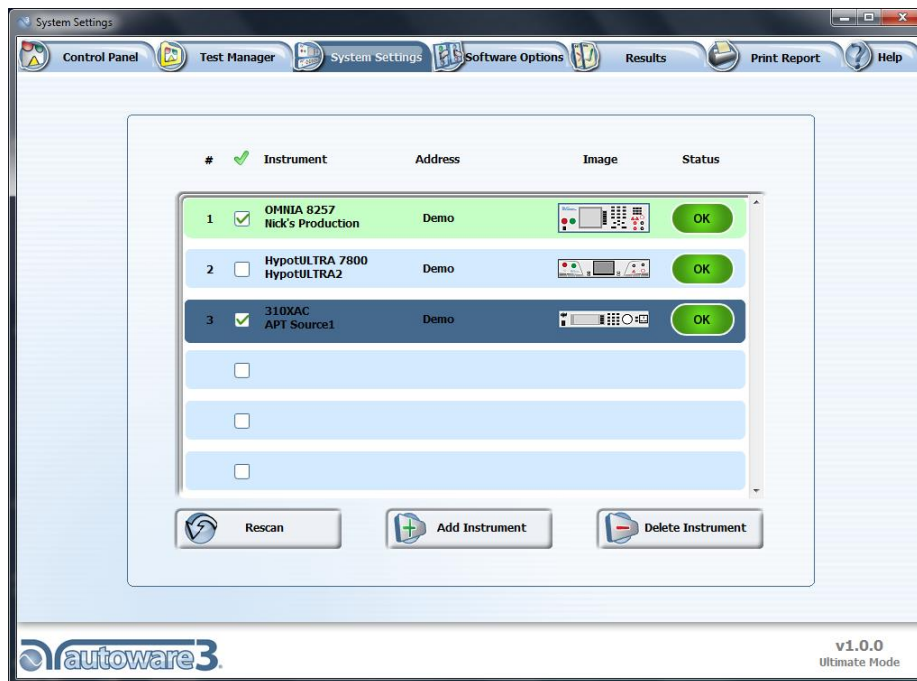 System Settings
Control Panel Test Manager System Settings Software Options Results Print Report Help
# Instrument Address Image Status
1 OMNIA 8257 Nick's Production Demo OK
2 HypotULTRA 7800 HypotULTRA2 Demo OK
3 310XAC APT Source1 Demo OK
Rescan Add Instrument Delete Instrument
autoware3.
v1.0.0
Ultimate Mode